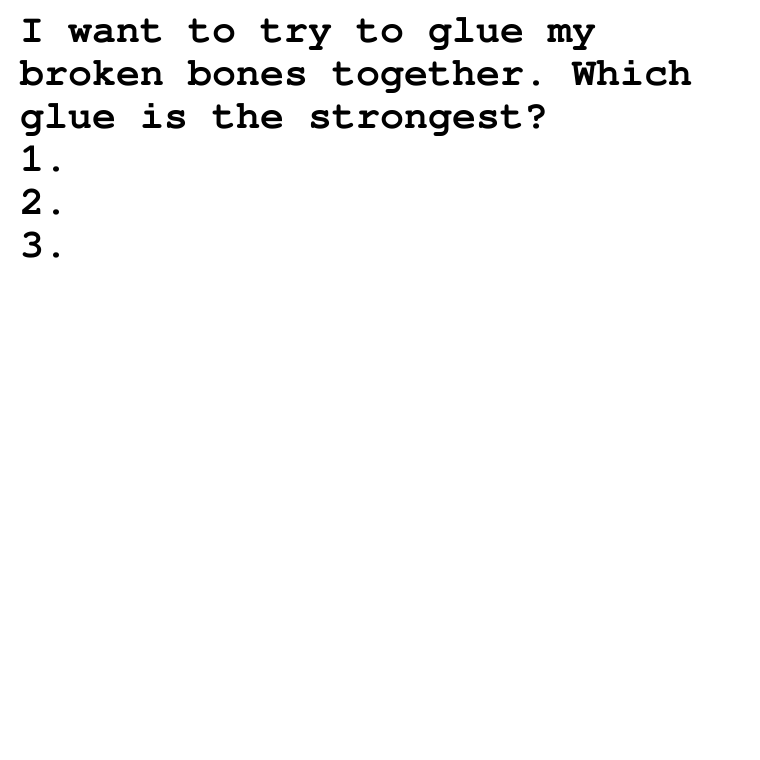 I want to try to glue my
broken bones together. Which
glue is the strongest?
1.
2.
3.